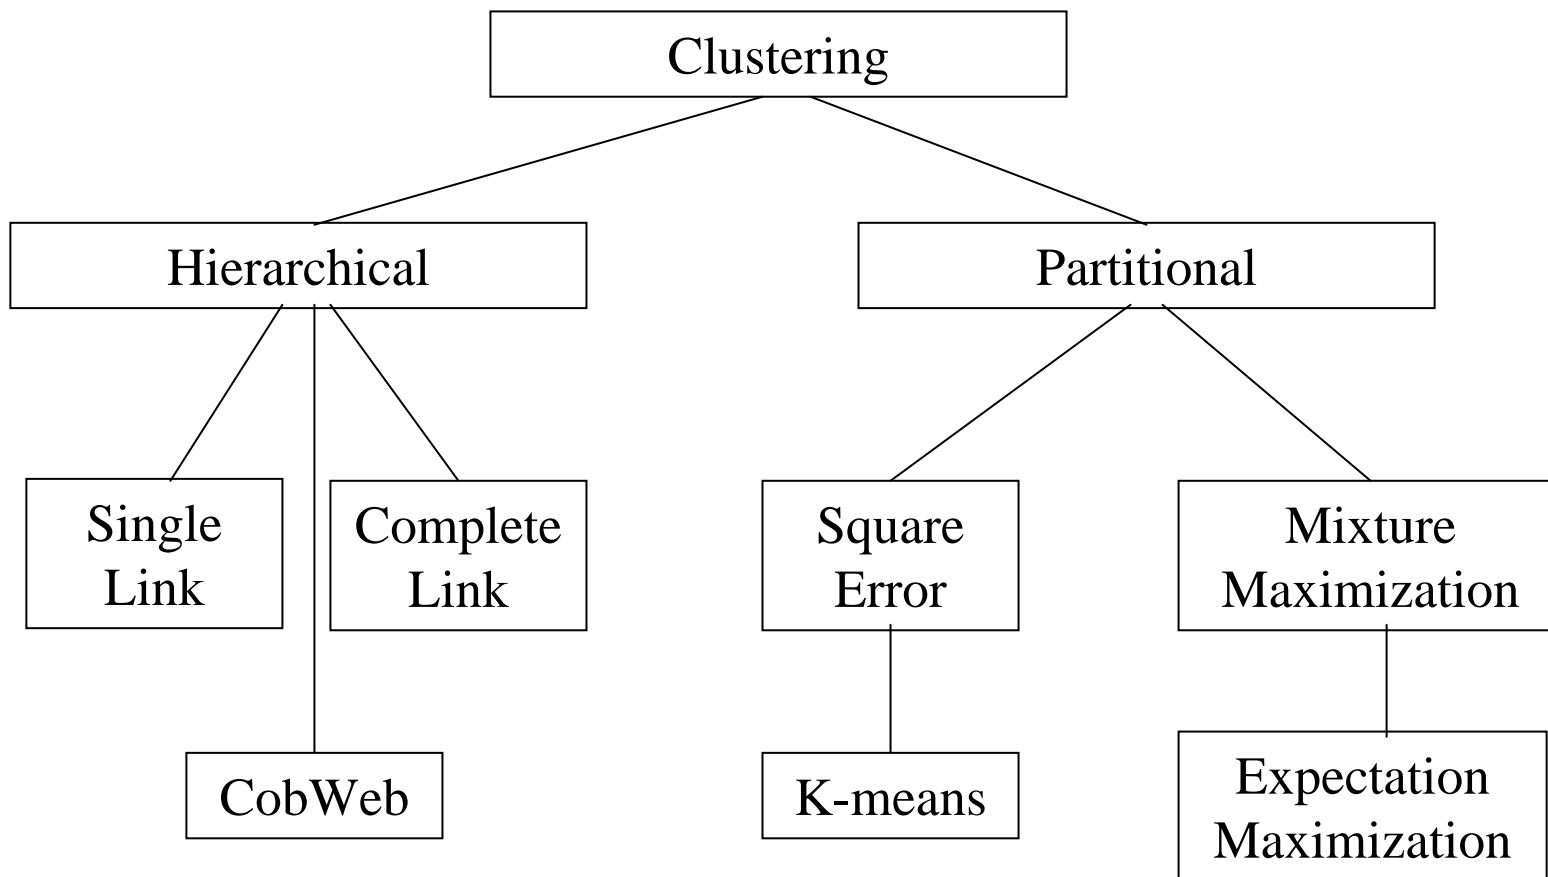 Clustering
Hierarchical
Partitional
Single
Link
Complete
Link
Square
Error
Mixture
Maximization
CobWeb
K-means
Expectation
Maximization